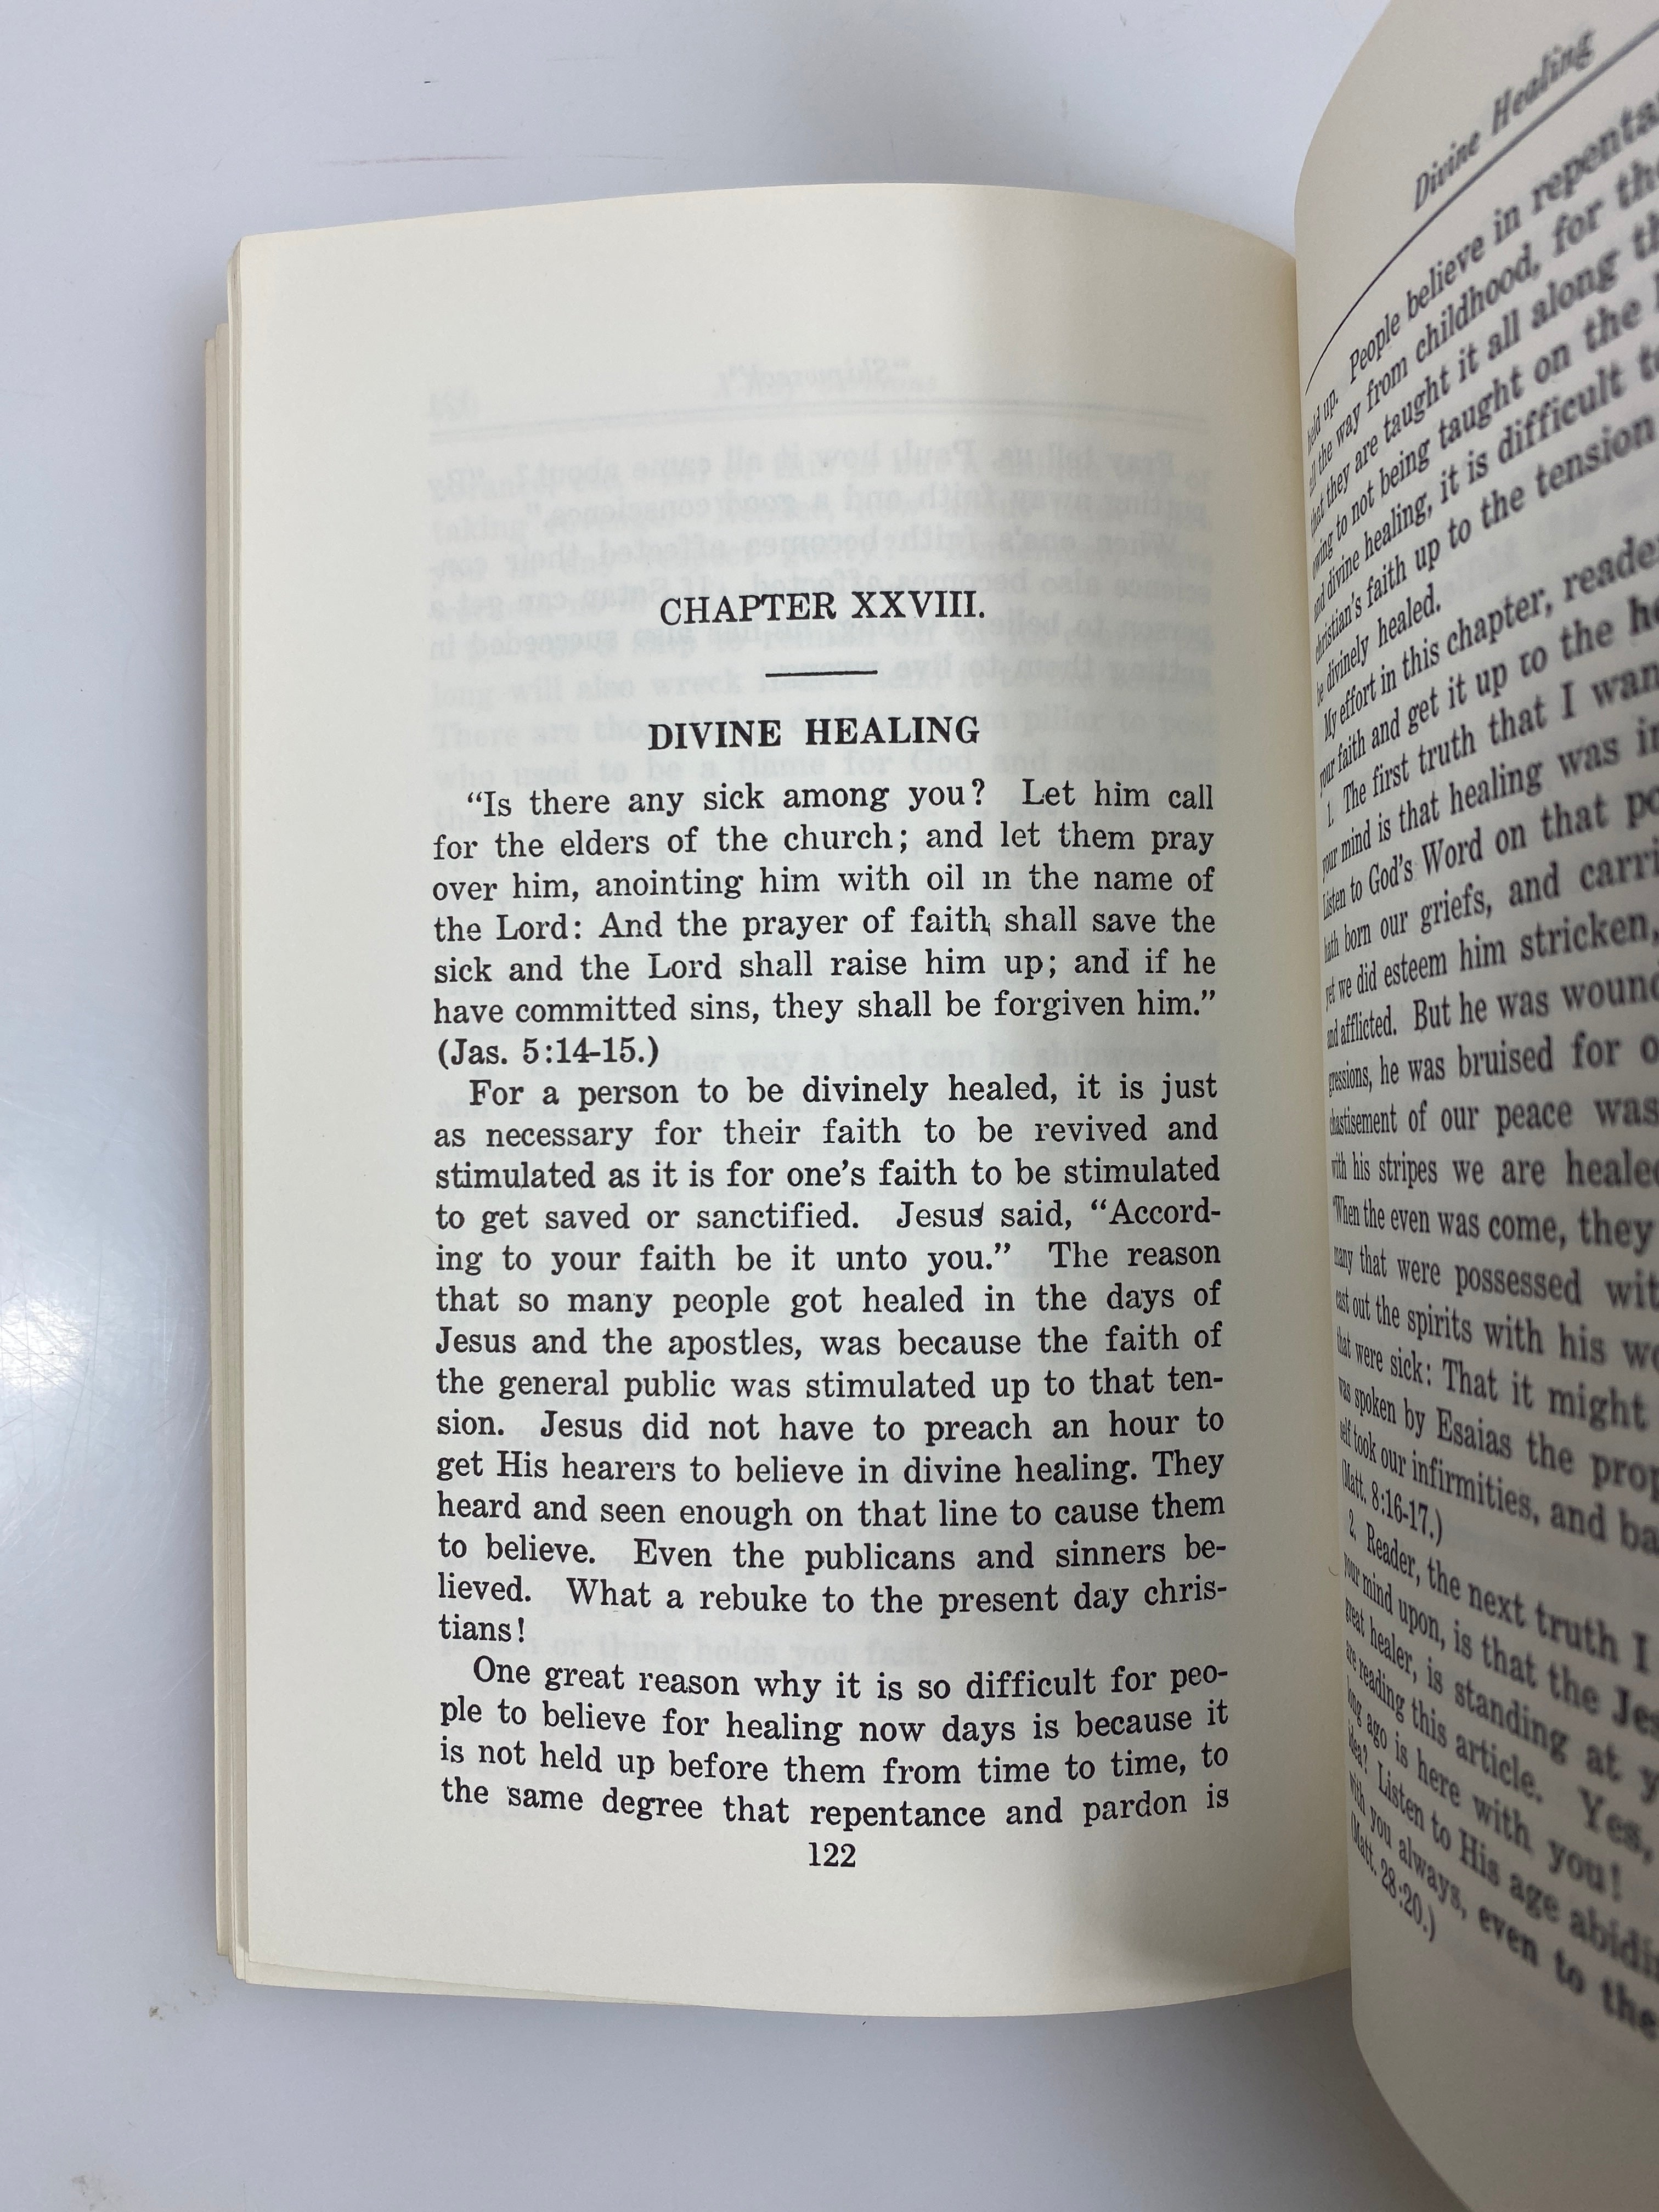 CHAPTER XXVIII.
DIVINE HEALING
“Is there any sick among you? Let him call
for the elders of the church; and let them pray
over him, anointing him with oil in the name of
the Lord: And the prayer of faith shall save the
sick and the Lord shall raise him up; and if he
have committed sins, they shall be forgiven him.”
(Jas. 5:14-15.)
For a person to be divinely healed, it is just
as necessary for their faith to be revived and
stimulated as it is for one’s faith to be stimulated
to get saved or sanctified. Jesus said, “Accord-
ing to your faith be it unto you.” The reason
that so many people got healed in the days of
Jesus and the apostles, was because the faith of
the general public was stimulated up to that ten-
sion. Jesus did not have to preach an hour to
get His hearers to believe in divine healing. They
heard and seen enough on that line to cause them
to believe. Even the publicans and sinners be-
lieved. What a rebuke to the present day chris-
tians!
One great reason why it is so difficult for peo-
ple to believe for healing now days is because it
is not held up before them from time to time, to
the same degree that repentance and pardon is
122
Divine Healing
held up. People believe in
all the way from childhood, for
that they are taught it all along
owing to not being taught on the
and divine healing, it is difficult
christian’s faith up to the tension
be divinely healed.
My effort in this chapter,
your faith and get it up to the
1. The first truth that I
your mind is that healing was
Listen to God’s Word on that
hath born our griefs, and
yet we did esteem him stricken,
and afflicted. But he was
gressions, he was bruised for
chastisement of our peace was
with his stripes we are
“When the even was come, they
many that were possessed
cast out the spirits with his
that were sick: That it might
was spoken by Esaias the
self took our infirmities, and
(Matt. 8:16-17.)
2. Reader, the next truth I
your mind upon, is that the
great healer, is standing at
are reading this article. Yes,
long ago is here with you!
idea? Listen to His age
with you always, even to the
(Matt. 28:20.)